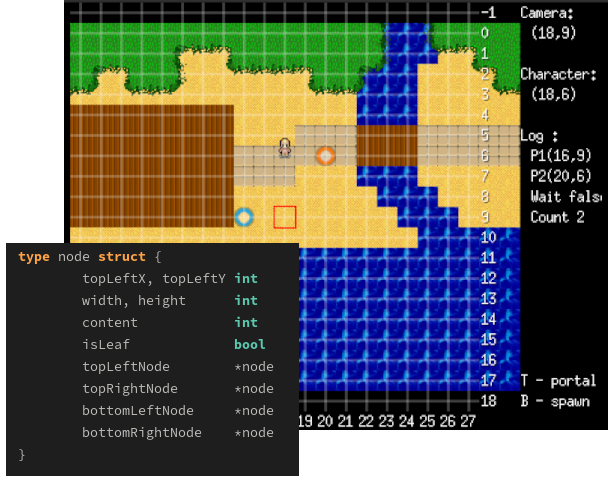 -1 Camera:
0 (18,9)
1
2 Character:
3 (18,6)
4
5 Log :
6 P1(16,9)
7 P2(20,6)
8 Wait fals
9 Count 2
10
11
12
13
14
15
16
17 T - portal
18 B - spawn
19 20 21 22 23 24 25 26 27
type node struct {
topLeftX, topLeftY int
width, height int
content int
isLeaf bool
topLeftNode *node
topRightNode *node
bottomLeftNode *node
bottomRightNode *node
}